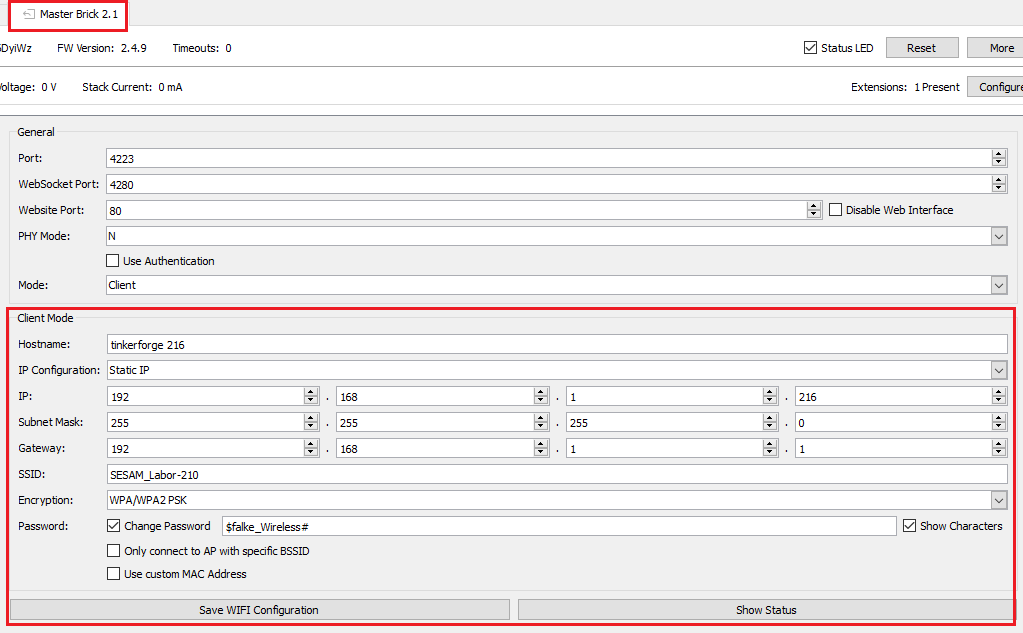 Master Brick 2.1
DyiWz FW Version: 2.4.9 Timeouts: 0 Status LED Reset More
Voltage: 0 V Stack Current: 0 mA Extensions: 1 Present Configure
General
Port: 4223
WebSocket Port: 4280
Website Port: 80 Disable Web Interface
PHY Mode: N
Use Authentication
Mode: Client
Client Mode
Hostname: tinkerforge 216
IP Configuration: Static IP
IP: 192 . 168 . 1 . 216
Subnet Mask: 255 . 255 . 255 . 0
Gateway: 192 . 168 . 1 . 1
SSID: SESAM_Labor-210
Encryption: WPA/WPA2 PSK
Password: Change Password $falke_Wireless# Show Characters
Only connect to AP with specific BSSID
Use custom MAC Address
Save WIFI Configuration Show Status